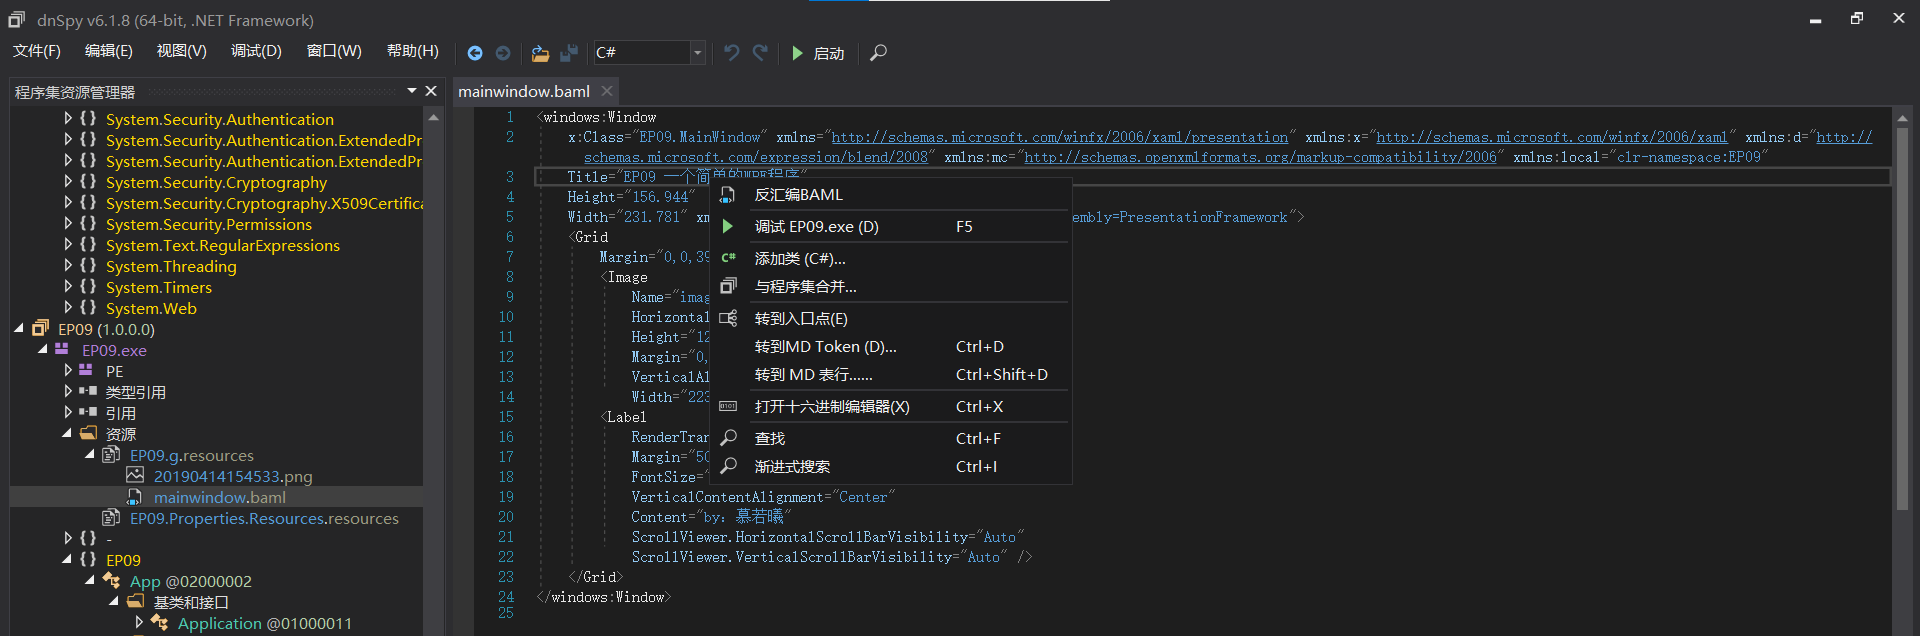 dnSpy v6.1.8 (64-bit, .NET Framework)
文件(F) 编辑(E) 视图(V) 调试(D) 窗口(W) 帮助(H) C# 启动
程序集资源管理器
System.Security.Authentication
System.Security.Authentication.ExtendedPr
System.Security.Authentication.ExtendedPr
System.Security.Cryptography
System.Security.Cryptography.X509Certifica
System.Security.Permissions
System.Text.RegularExpressions
System.Threading
System.Timers
System.Web
EP09 (1.0.0.0)
EP09.exe
PE
类型引用
引用
资源
EP09.g.resources
20190414154533.png
mainwindow.baml
EP09.Properties.Resources.resources
{ } -
{ } EP09
App @02000002
基类和接口
Application @01000011
mainwindow.baml
1 <windows:Window
2 x:Class="EP09.MainWindow" xmlns="http://schemas.microsoft.com/winfx/2006/xaml/presentation" xmlns:x="http://schemas.microsoft.com/winfx/2006/xaml" xmlns:d="http://
schemas.microsoft.com/expression/blend/2008" xmlns:mc="http://schemas.openxmlformats.org/markup-compatibility/2006" xmlns:local="clr-namespace:EP09"
3 Title="EP09 一个简单的WPF程序"
4 Height="156.944"
5 Width="231.781" xm embly=PresentationFramework">
6 <Grid
7 Margin="0,0,39
8 <Image
9 Name="imag
10 Horizontal
11 Height="12
12 Margin="0,
13 VerticalAl
14 Width="223
15 <Label
16 RenderTran
17 Margin="50
18 FontSize="
19 VerticalContentAlignment="Center"
20 Content="by: 慕若曦"
21 ScrollViewer.HorizontalScrollBarVisibility="Auto"
22 ScrollViewer.VerticalScrollBarVisibility="Auto" />
23 </Grid>
24 </windows:Window>
25
反汇编BAML
调试 EP09.exe (D) F5
C# 添加类 (C#)...
与程序集合并...
转到入口点(E)
转到MD Token (D)... Ctrl+D
转到 MD 表行...... Ctrl+Shift+D
打开十六进制编辑器(X) Ctrl+X
查找 Ctrl+F
渐进式搜索 Ctrl+I